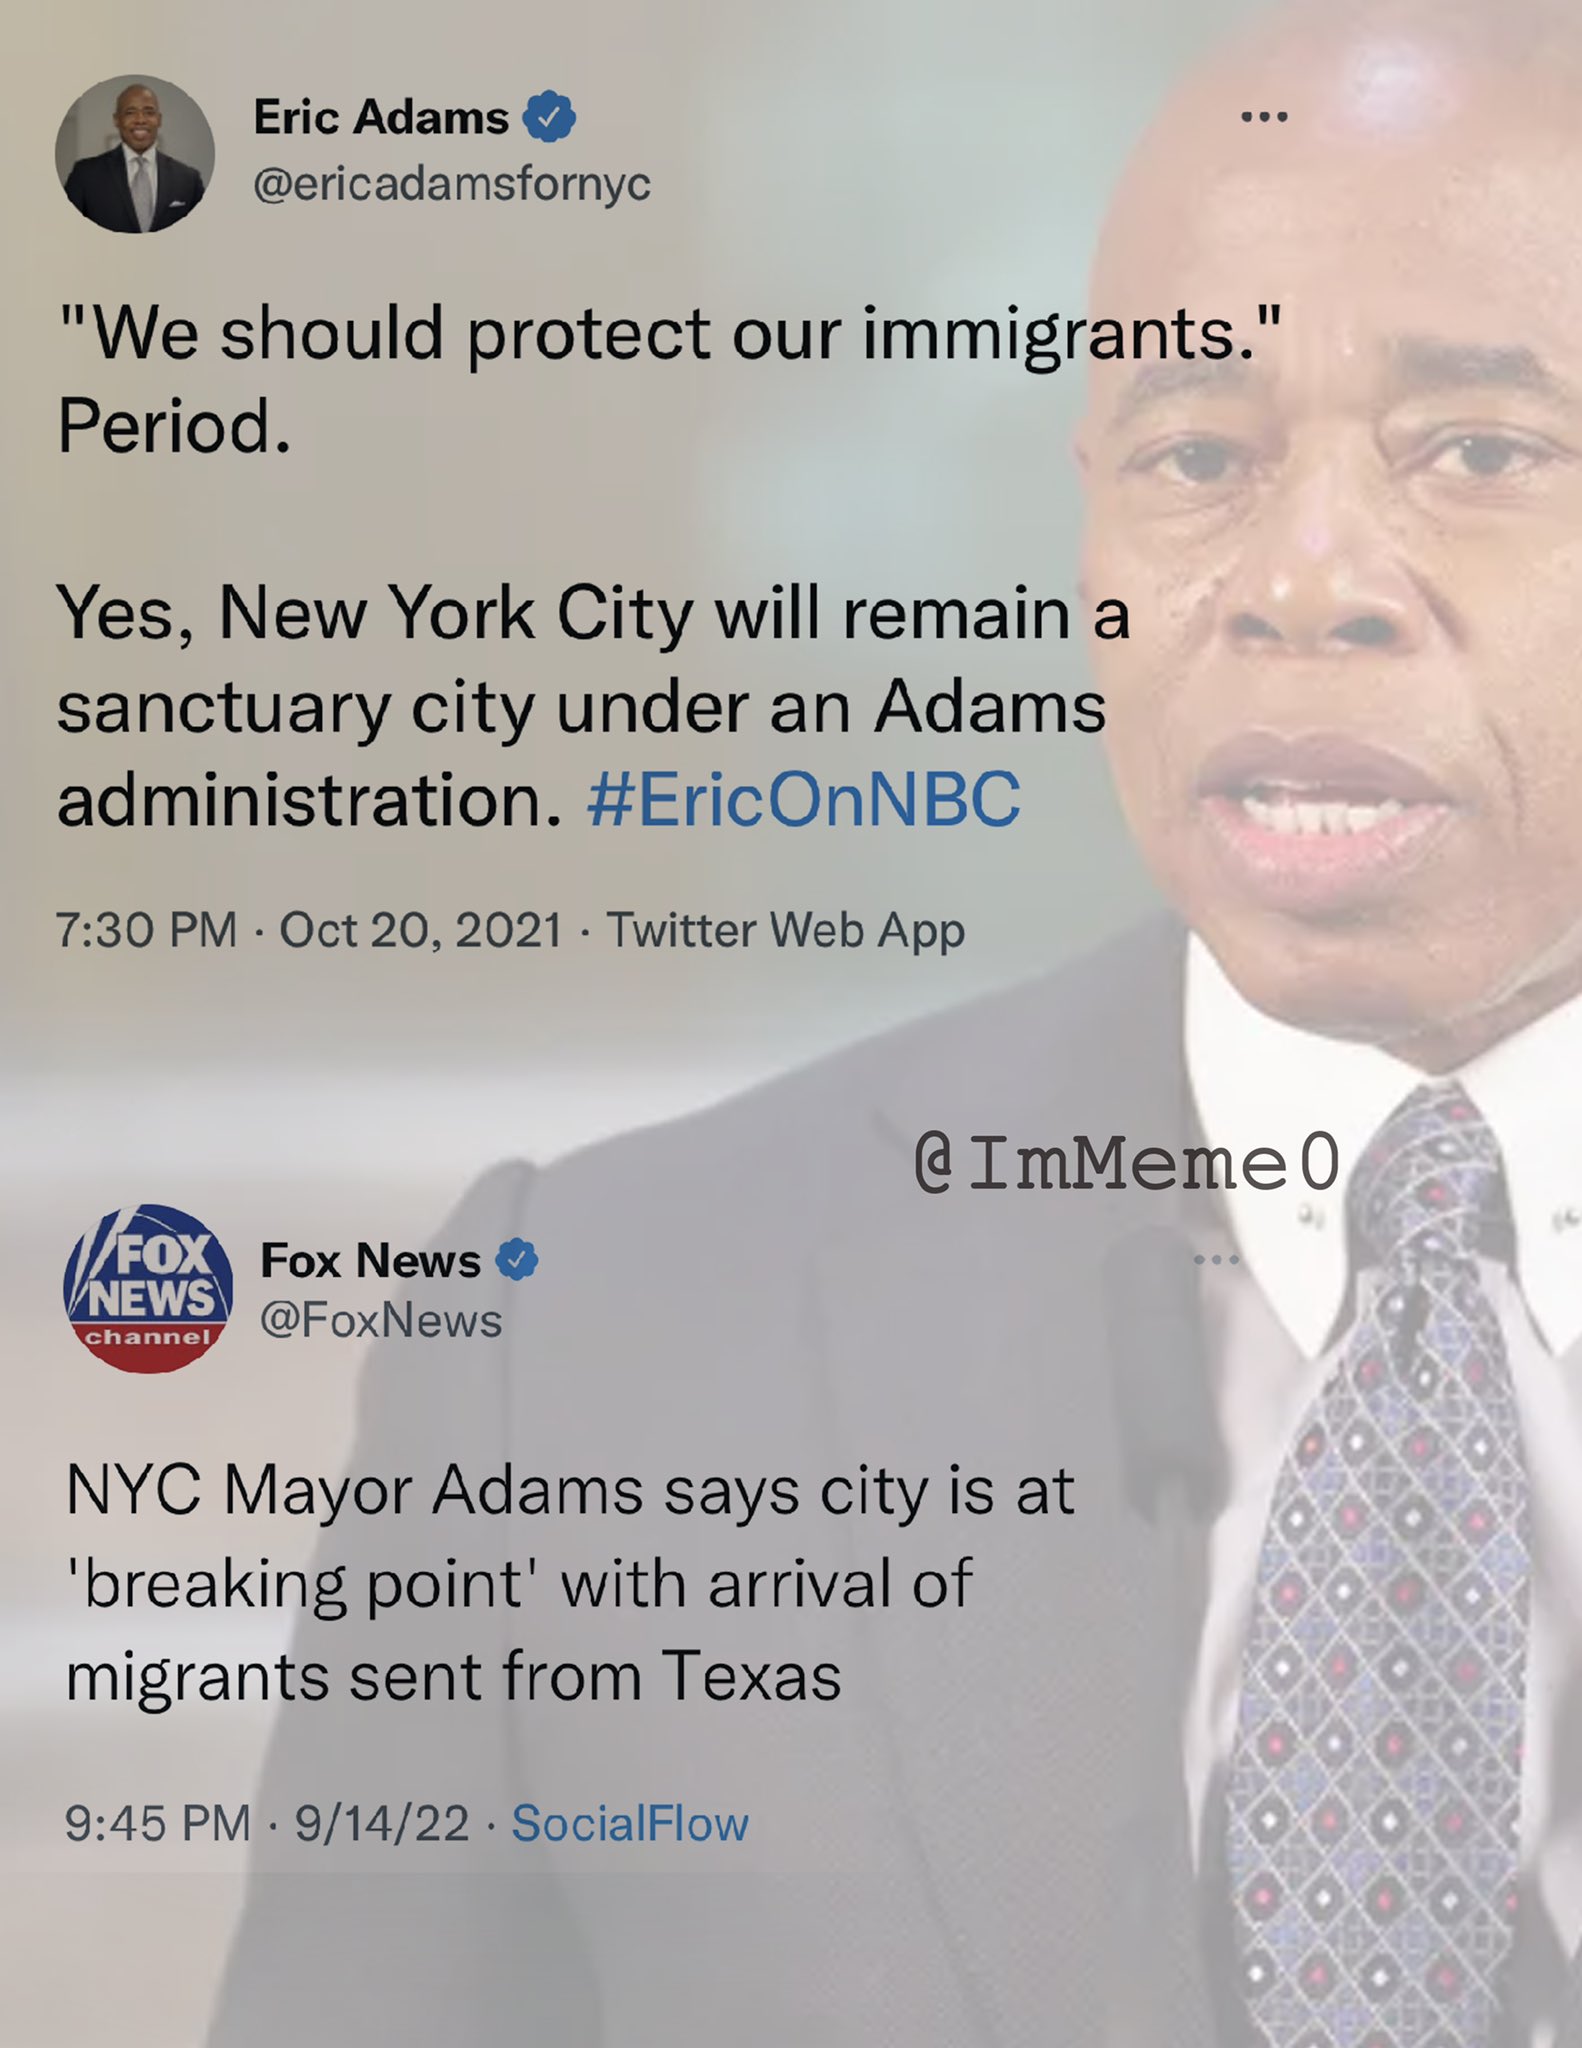 Eric Adams
@ericadamsfornyc
"We should protect our immigrants."
Period.
Yes, New York City will remain a
sanctuary city under an Adams
administration. #EricOnNBC
7:30 PM · Oct 20, 2021 · Twitter Web App
@ImMeme0
FOX
NEWS
channel
Fox News
@FoxNews
NYC Mayor Adams says city is at
'breaking point' with arrival of
migrants sent from Texas
9:45 PM · 9/14/22 · SocialFlow